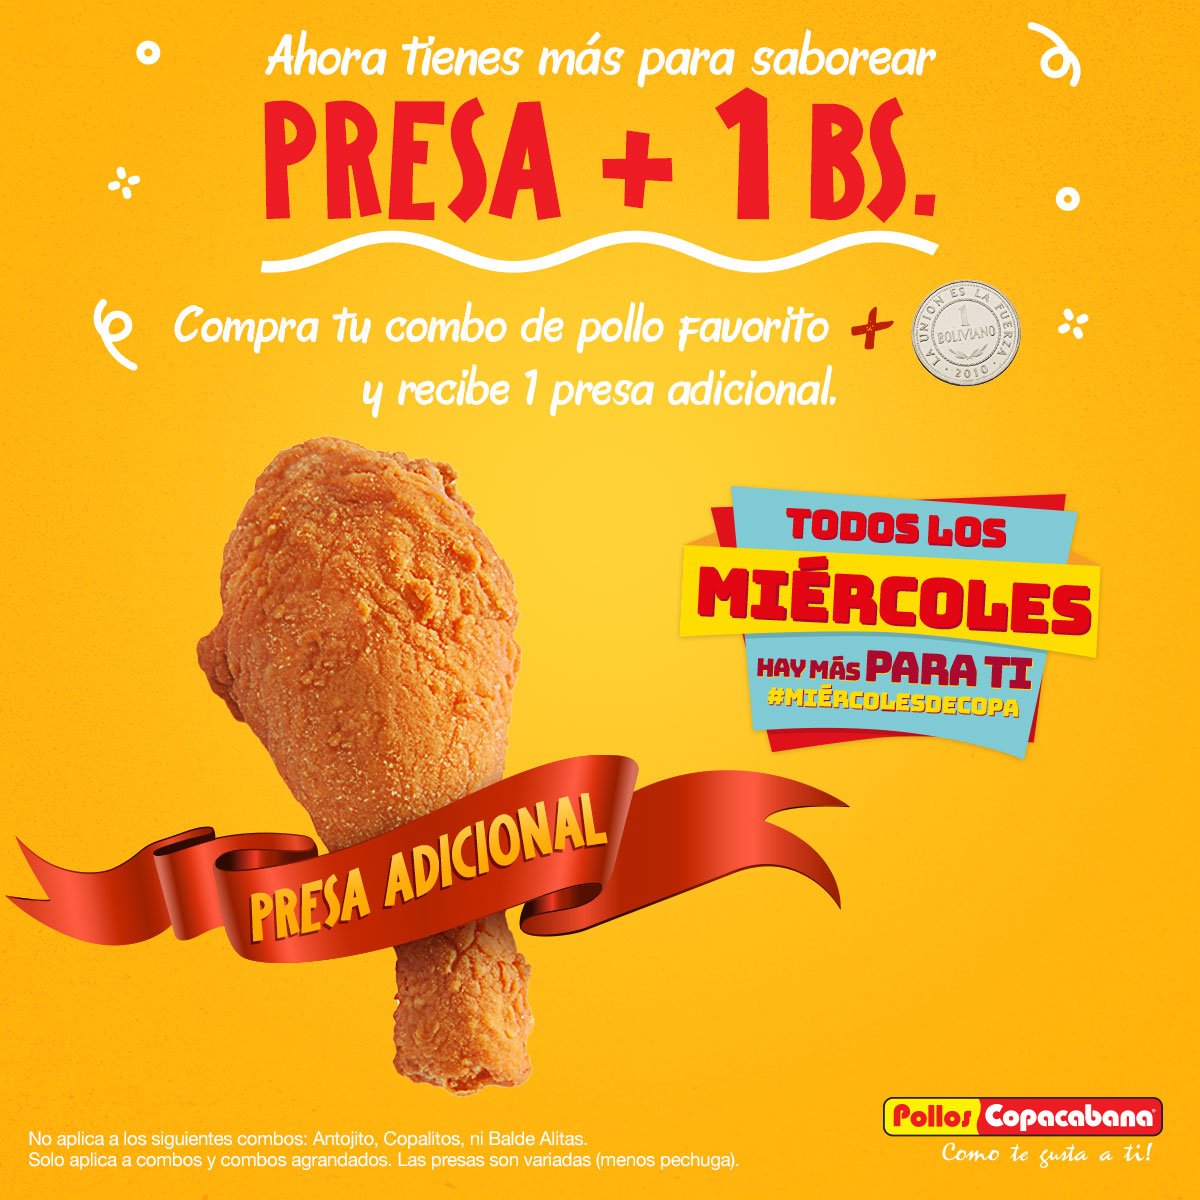 Ahora tienes más para saborear
PRESA + 1 BS.
Compra tu combo de pollo favorito +
LA UNION ES LA FUERZA
1
BOLIVIANO
2010
y recibe 1 presa adicional.
TODOS LOS
MIÉRCOLES
HAY MÁS PARA TI
#MIÉRCOLESDECOPA
PRESA ADICIONAL
Pollos Copacabana®
Como te gusta a ti!
No aplica a los siguientes combos: Antojito, Copalitos, ni Balde Alitas.
Solo aplica a combos y combos agrandados. Las presas son variadas (menos pechuga).